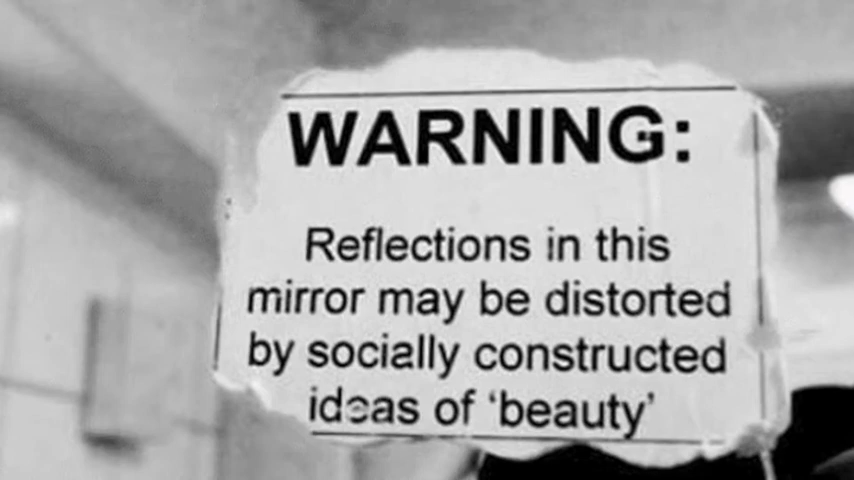 WARNING:
Reflections in this
mirror may be distorted
by socially constructed
ideas of ‘beauty’